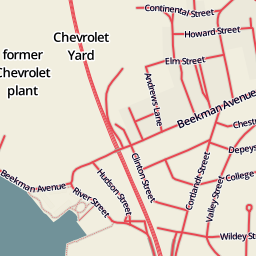 Continental Street
Howard Street
Chevrolet
Yard
Elm Street
former
Chevrolet
plant
Andrews Lane
Beekman Avenue
Chest
Depeys
Clinton Street
Cortlandt Street
Hudson Street
College
Beekman Avenue
River Street
Valley Street
Wildey St